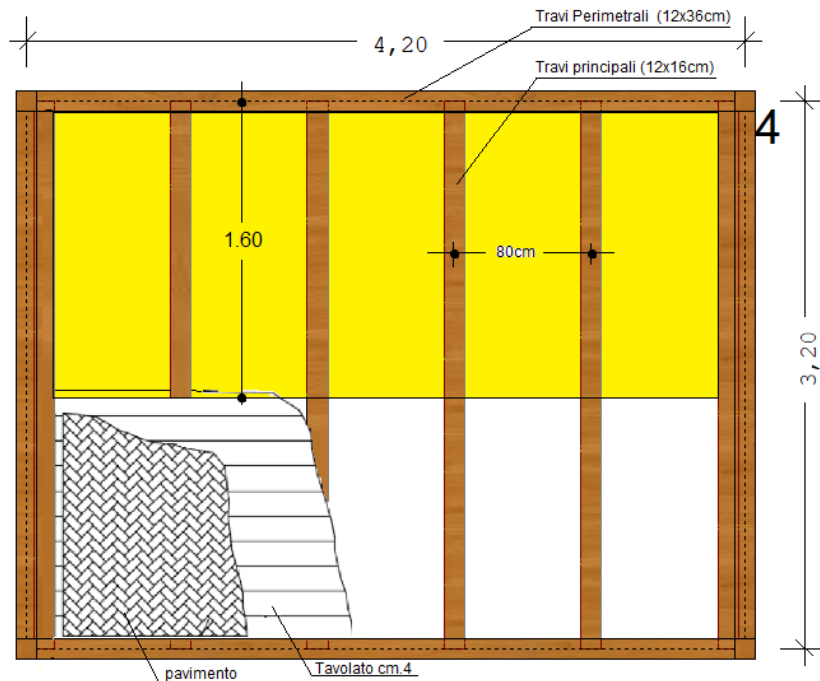 Travi Perimetrali (12x36cm)
4,20
Travi principali (12x16cm)
4
1.60
80cm
3,20
pavimento
Tavolato cm.4